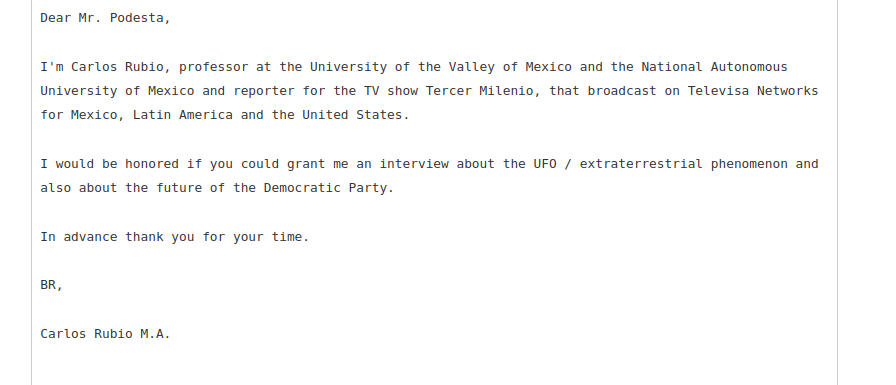 Dear Mr. Podesta,
I'm Carlos Rubio, professor at the University of the Valley of Mexico and the National Autonomous
University of Mexico and reporter for the TV show Tercer Milenio, that broadcast on Televisa Networks
for Mexico, Latin America and the United States.
I would be honored if you could grant me an interview about the UFO / extraterrestrial phenomenon and
also about the future of the Democratic Party.
In advance thank you for your time.
BR,
Carlos Rubio M.A.